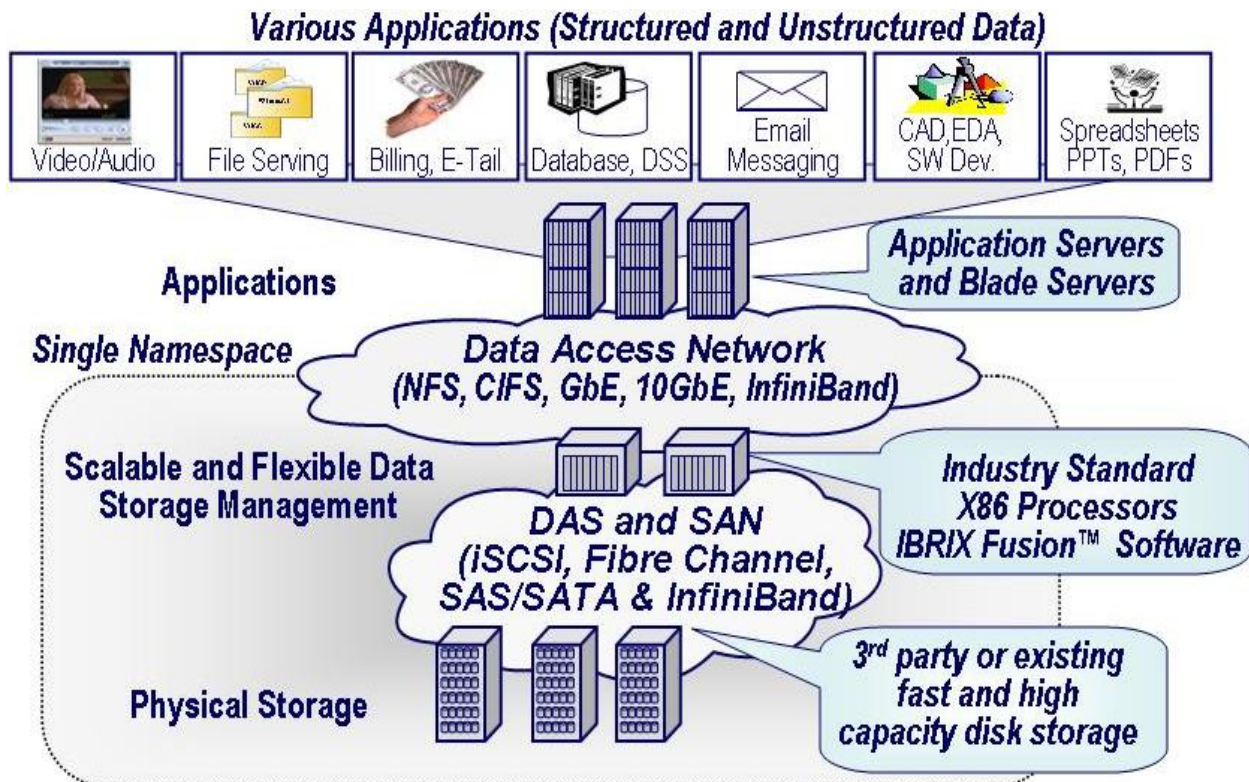 Various Applications (Structured and Unstructured Data)
Video/Audio
File Serving
Billing, E-Tail
Database, DSS
Email
Messaging
CAD,EDA,
SW Dev.
Spreadsheets
PPTs, PDFs
Applications
Application Servers
and Blade Servers
Single Namespace
Data Access Network
(NFS, CIFS, GbE, 10GbE, InfiniBand)
Scalable and Flexible Data
Storage Management
Industry Standard
X86 Processors
IBRIX Fusion™ Software
DAS and SAN
(iSCSI, Fibre Channel,
SAS/SATA & InfiniBand)
Physical Storage
3rd party or existing
fast and high
capacity disk storage